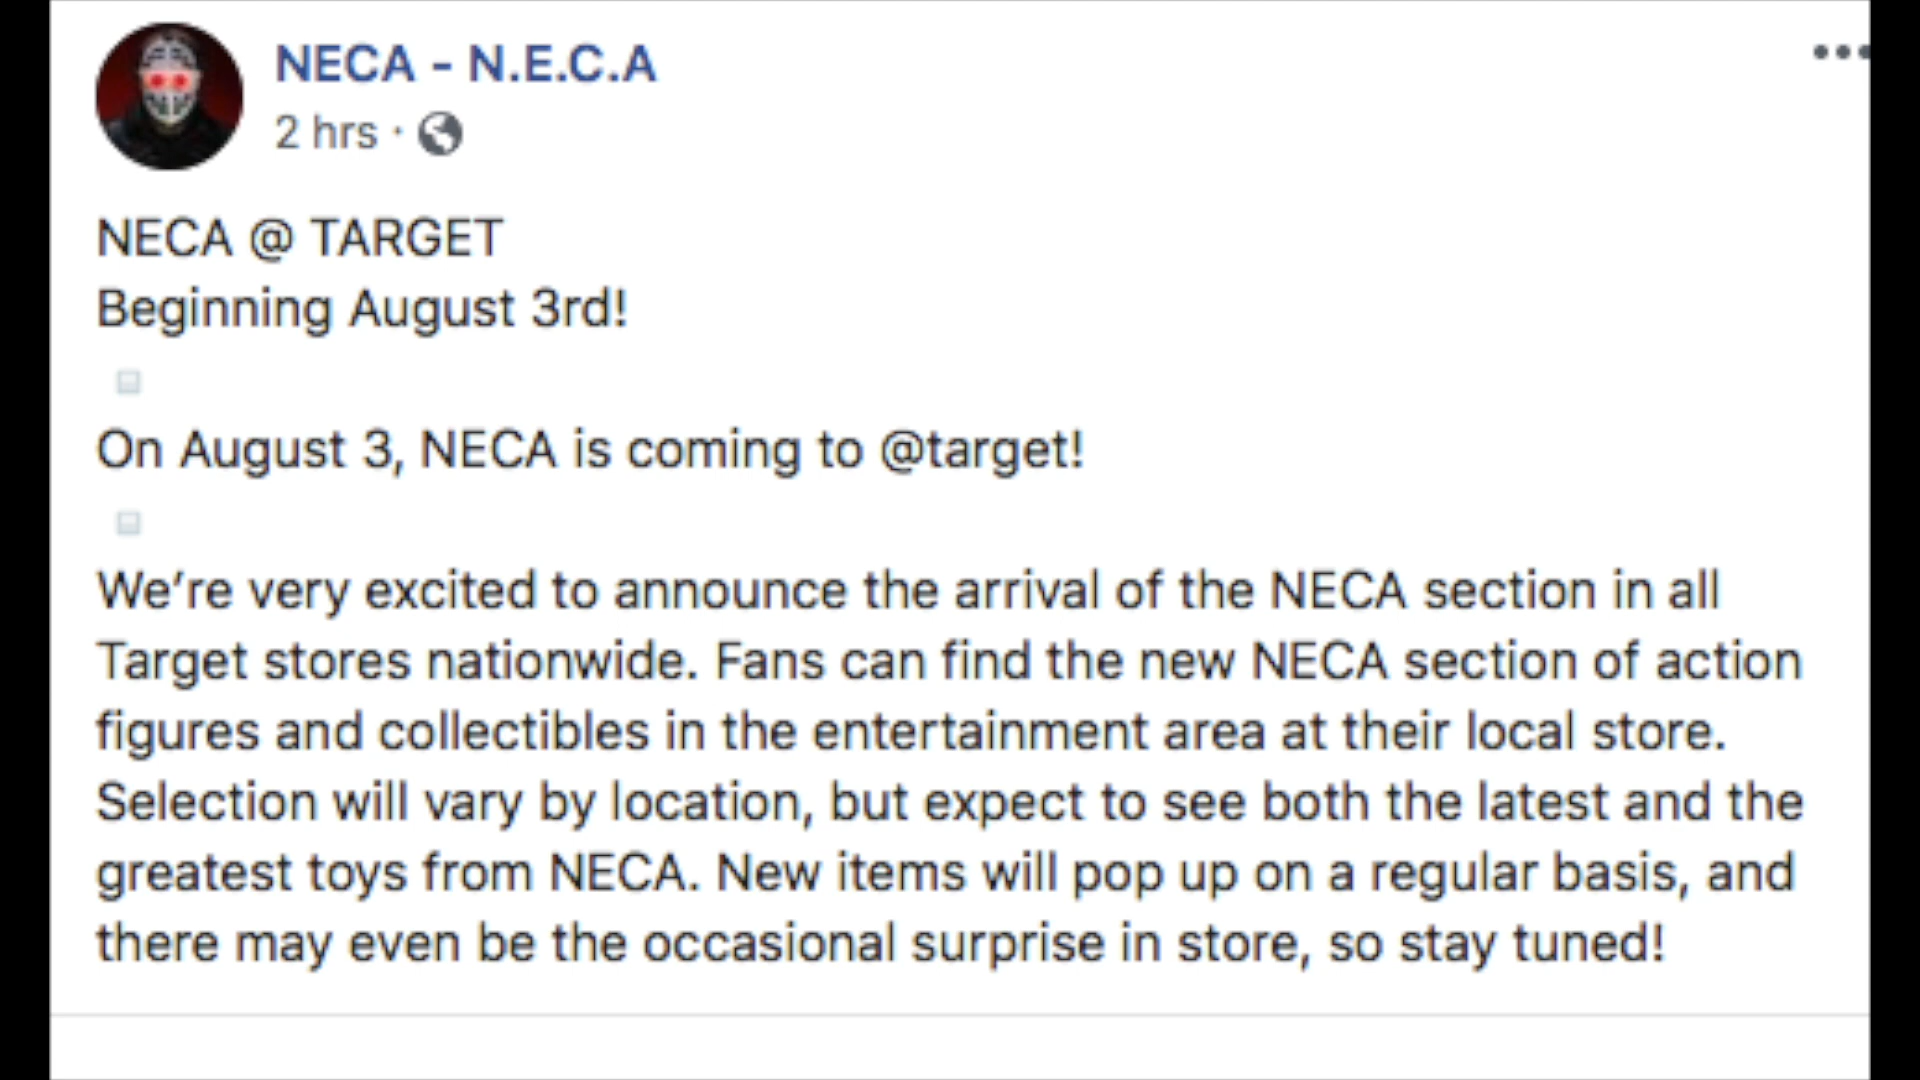 NECA - N.E.C.A
2 hrs ·
NECA @ TARGET
Beginning August 3rd!
On August 3, NECA is coming to @target!
We’re very excited to announce the arrival of the NECA section in all
Target stores nationwide. Fans can find the new NECA section of action
figures and collectibles in the entertainment area at their local store.
Selection will vary by location, but expect to see both the latest and the
greatest toys from NECA. New items will pop up on a regular basis, and
there may even be the occasional surprise in store, so stay tuned!